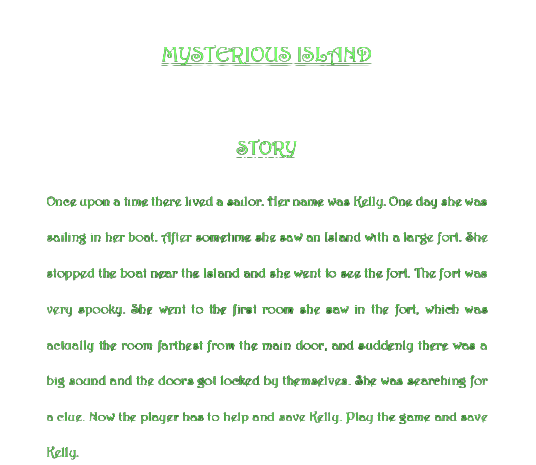 MYSTERIOUS ISLAND
STORY
Once upon a time there lived a sailor. Her name was Kelly. One day she was
sailing in her boat. After sometime she saw an island with a large fort. She
stopped the boat near the island and she went to see the fort. The fort was
very spooky. She went to the first room she saw in the fort, which was
actually the room farthest from the main door, and suddenly there was a
big sound and the doors got locked by themselves. She was searching for
a clue. Now the player has to help and save Kelly. Play the game and save
Kelly.